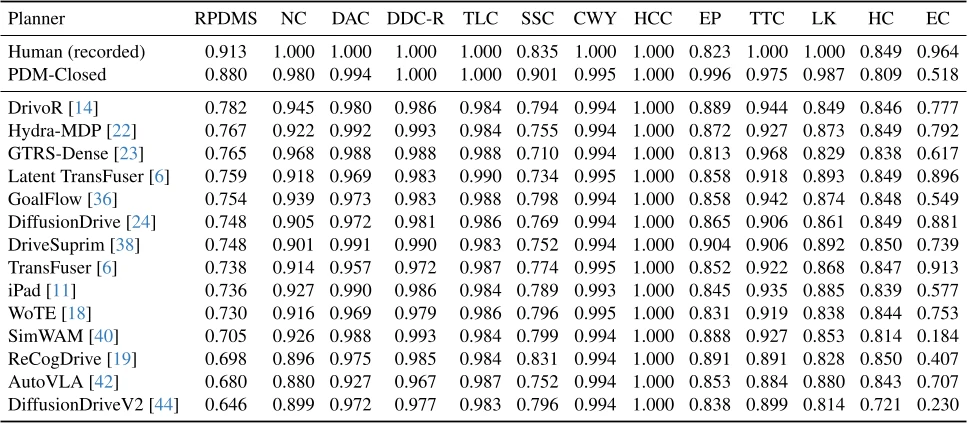 Planner RPDMS NC DAC DDC-R TLC SSC CWY HCC EP TTC LK HC EC
Human (recorded) 0.913 1.000 1.000 1.000 1.000 0.835 1.000 1.000 0.823 1.000 1.000 0.849 0.964
PDM-Closed 0.880 0.980 0.994 1.000 1.000 0.901 0.995 1.000 0.996 0.975 0.987 0.809 0.518
DrivoR [14] 0.782 0.945 0.980 0.986 0.984 0.794 0.994 1.000 0.889 0.944 0.849 0.846 0.777
Hydra-MDP [22] 0.767 0.922 0.992 0.993 0.984 0.755 0.994 1.000 0.872 0.927 0.873 0.849 0.792
GTRS-Dense [23] 0.765 0.968 0.988 0.988 0.988 0.710 0.994 1.000 0.813 0.968 0.829 0.838 0.617
Latent TransFuser [6] 0.759 0.918 0.969 0.983 0.990 0.734 0.995 1.000 0.858 0.918 0.893 0.849 0.896
GoalFlow [36] 0.754 0.939 0.973 0.983 0.988 0.798 0.994 1.000 0.858 0.942 0.874 0.848 0.549
DiffusionDrive [24] 0.748 0.905 0.972 0.981 0.986 0.769 0.994 1.000 0.865 0.906 0.861 0.849 0.881
DriveSuprim [38] 0.748 0.901 0.991 0.990 0.983 0.752 0.994 1.000 0.904 0.906 0.892 0.850 0.739
TransFuser [6] 0.738 0.914 0.957 0.972 0.987 0.774 0.995 1.000 0.852 0.922 0.868 0.847 0.913
iPad [11] 0.736 0.927 0.990 0.986 0.984 0.789 0.993 1.000 0.845 0.935 0.885 0.839 0.577
WoTE [18] 0.730 0.916 0.969 0.979 0.986 0.796 0.995 1.000 0.831 0.919 0.838 0.844 0.753
SimWAM [40] 0.705 0.926 0.988 0.993 0.984 0.799 0.994 1.000 0.888 0.927 0.853 0.814 0.184
ReCogDrive [19] 0.698 0.896 0.975 0.985 0.984 0.831 0.994 1.000 0.891 0.891 0.828 0.850 0.407
AutoVLA [42] 0.680 0.880 0.927 0.967 0.987 0.752 0.994 1.000 0.853 0.884 0.880 0.843 0.707
DiffusionDriveV2 [44] 0.646 0.899 0.972 0.977 0.983 0.796 0.994 1.000 0.838 0.899 0.814 0.721 0.230